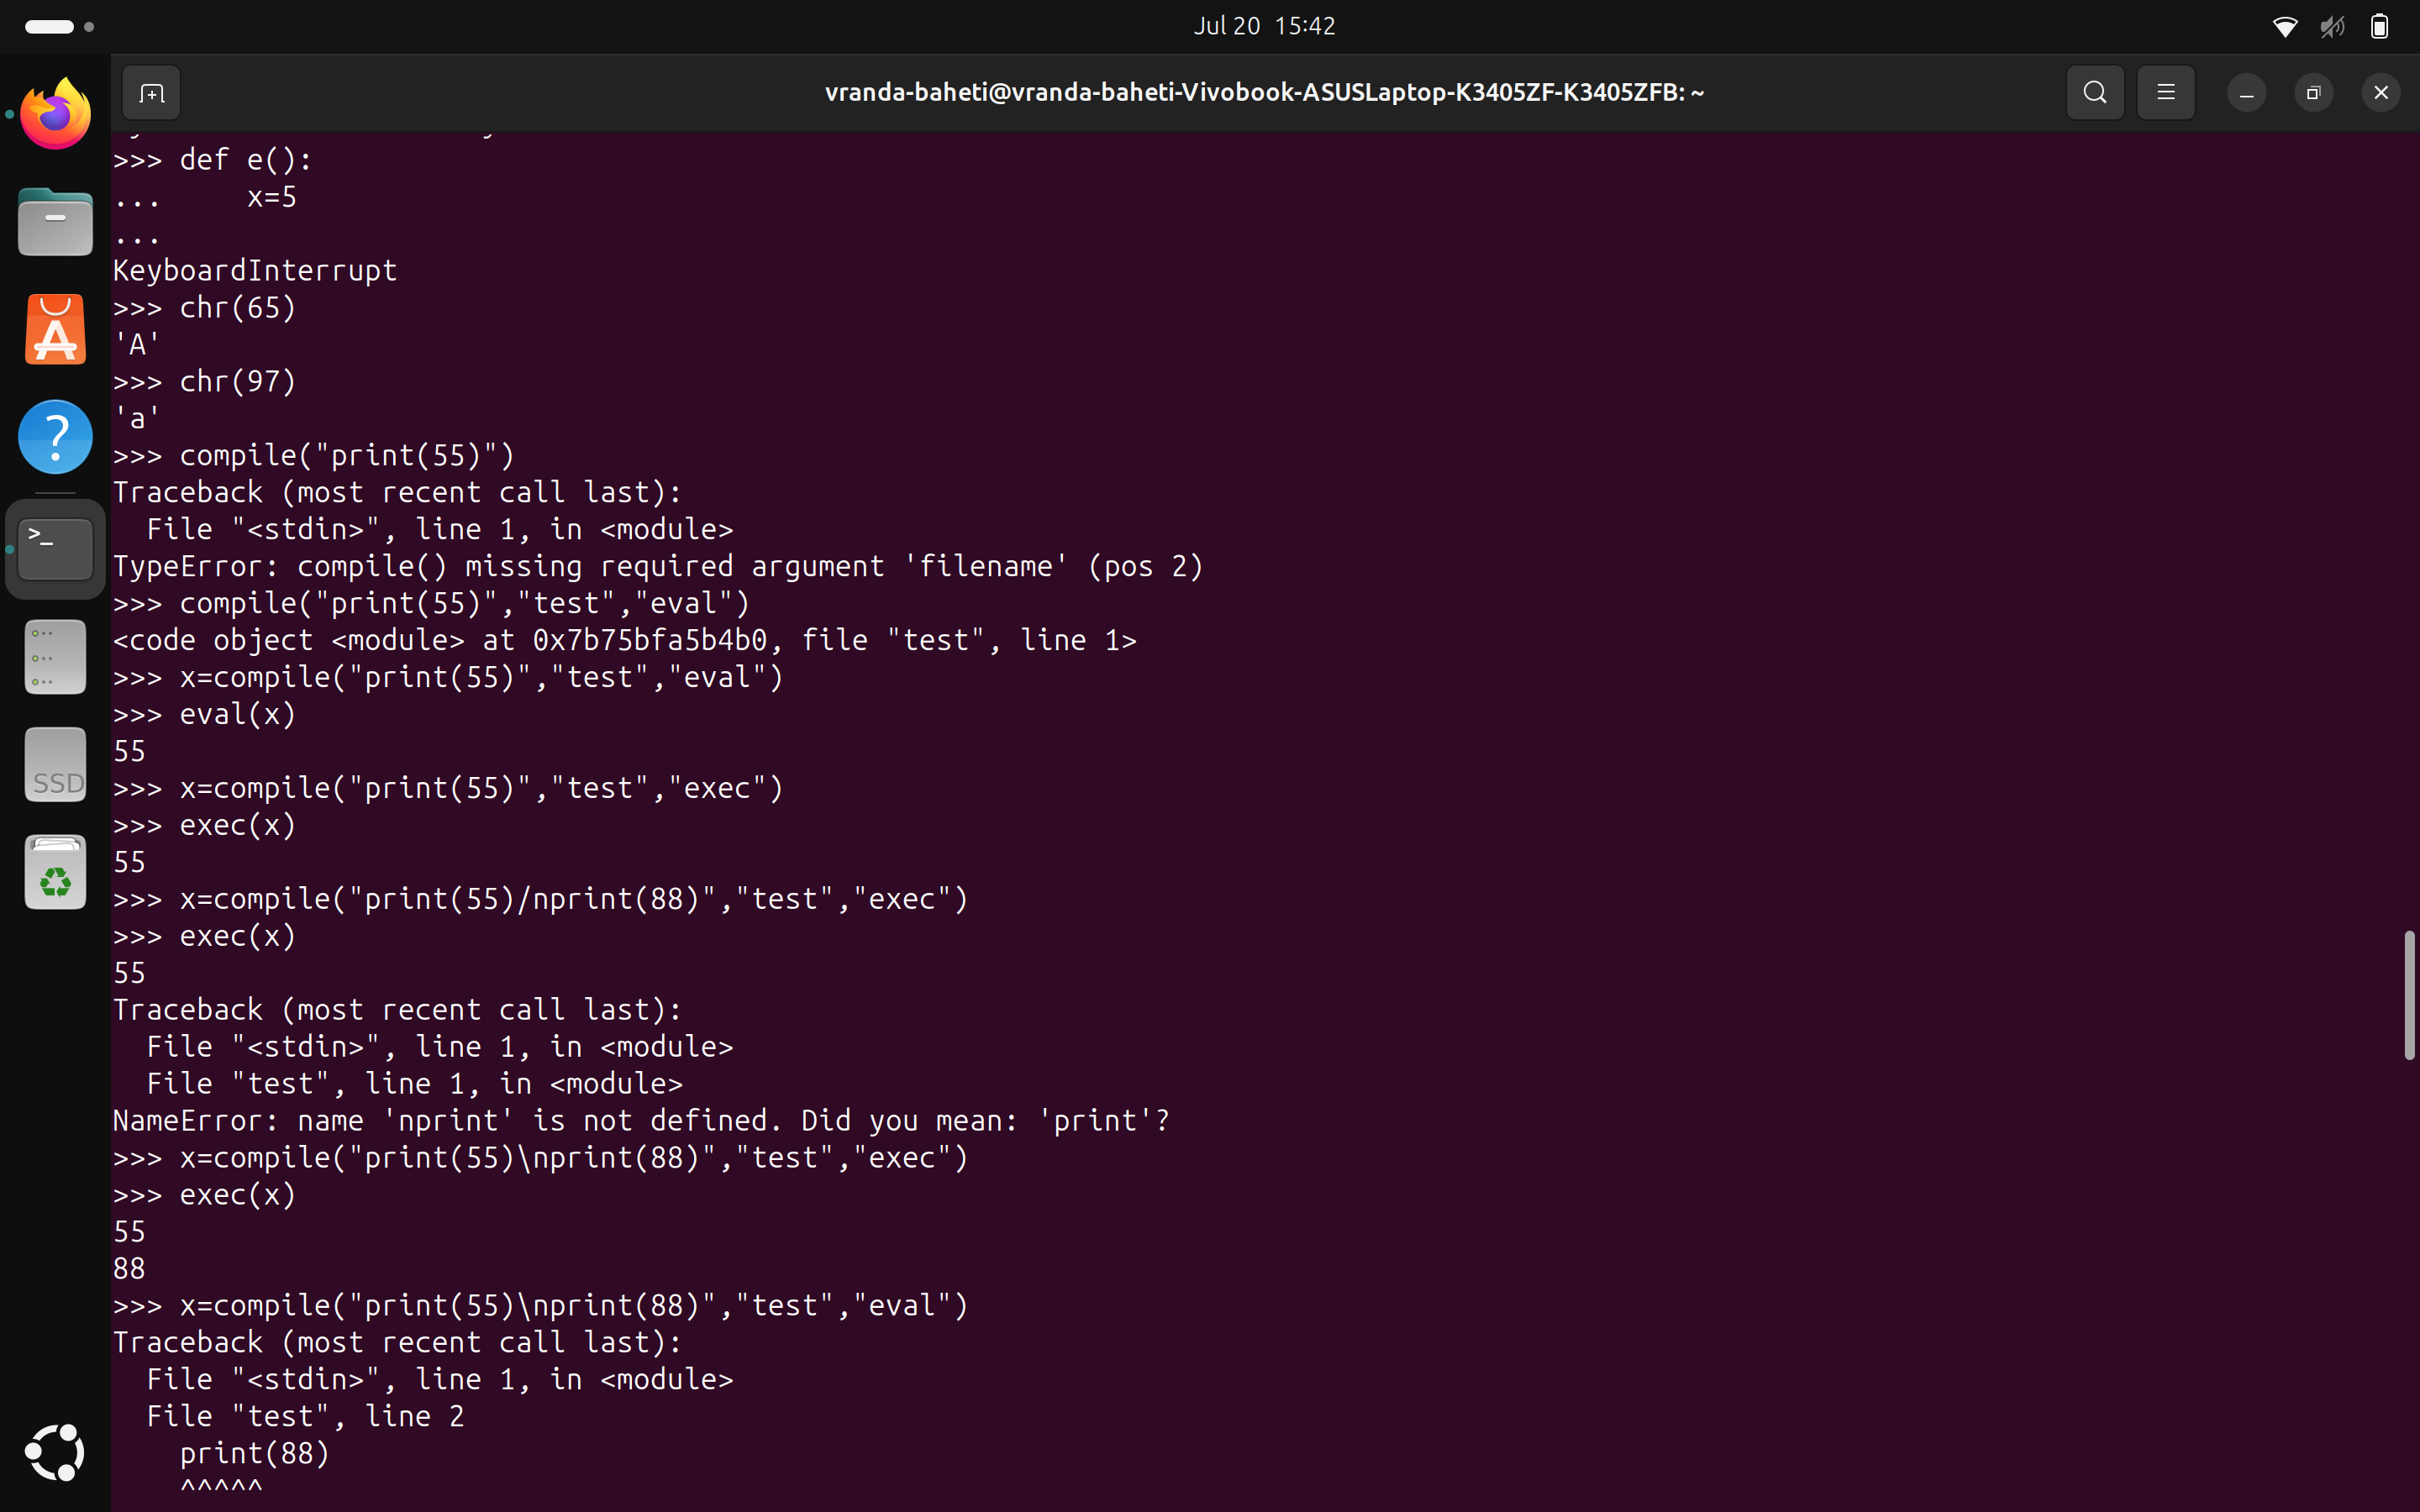 Jul 20 15:42
vranda-baheti@vranda-baheti-Vivobook-ASUSLaptop-K3405ZF-K3405ZFB: ~
>>> def e():
...     x=5
...
KeyboardInterrupt
>>> chr(65)
'A'
>>> chr(97)
'a'
>>> compile("print(55)")
Traceback (most recent call last):
  File "<stdin>", line 1, in <module>
TypeError: compile() missing required argument 'filename' (pos 2)
>>> compile("print(55)","test","eval")
<code object <module> at 0x7b75bfa5b4b0, file "test", line 1>
>>> x=compile("print(55)","test","eval")
>>> eval(x)
55
>>> x=compile("print(55)","test","exec")
>>> exec(x)
55
>>> x=compile("print(55)/nprint(88)","test","exec")
>>> exec(x)
55
Traceback (most recent call last):
  File "<stdin>", line 1, in <module>
  File "test", line 1, in <module>
NameError: name 'nprint' is not defined. Did you mean: 'print'?
>>> x=compile("print(55)\nprint(88)","test","exec")
>>> exec(x)
55
88
>>> x=compile("print(55)\nprint(88)","test","eval")
Traceback (most recent call last):
  File "<stdin>", line 1, in <module>
  File "test", line 2
    print(88)
    ^^^^^
SSD